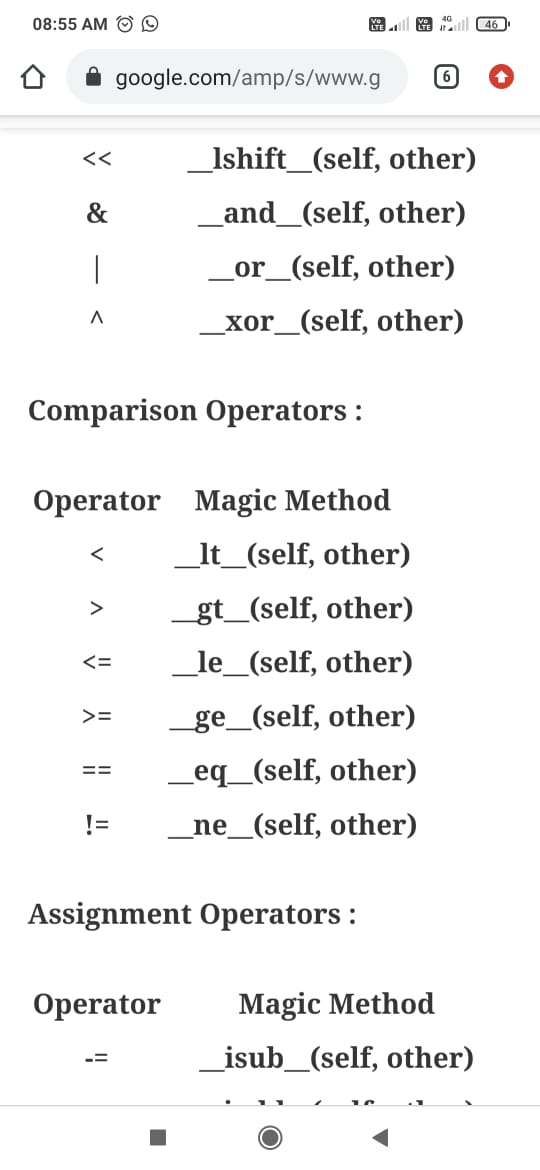 08:55 AM
Vo LTE Vo LTE 4G 46
google.com/amp/s/www.g 6
<< __lshift__(self, other)
& __and__(self, other)
| __or__(self, other)
^ __xor__(self, other)
Comparison Operators :
Operator Magic Method
< __lt__(self, other)
> __gt__(self, other)
<= __le__(self, other)
>= __ge__(self, other)
== __eq__(self, other)
!= __ne__(self, other)
Assignment Operators :
Operator Magic Method
-= __isub__(self, other)